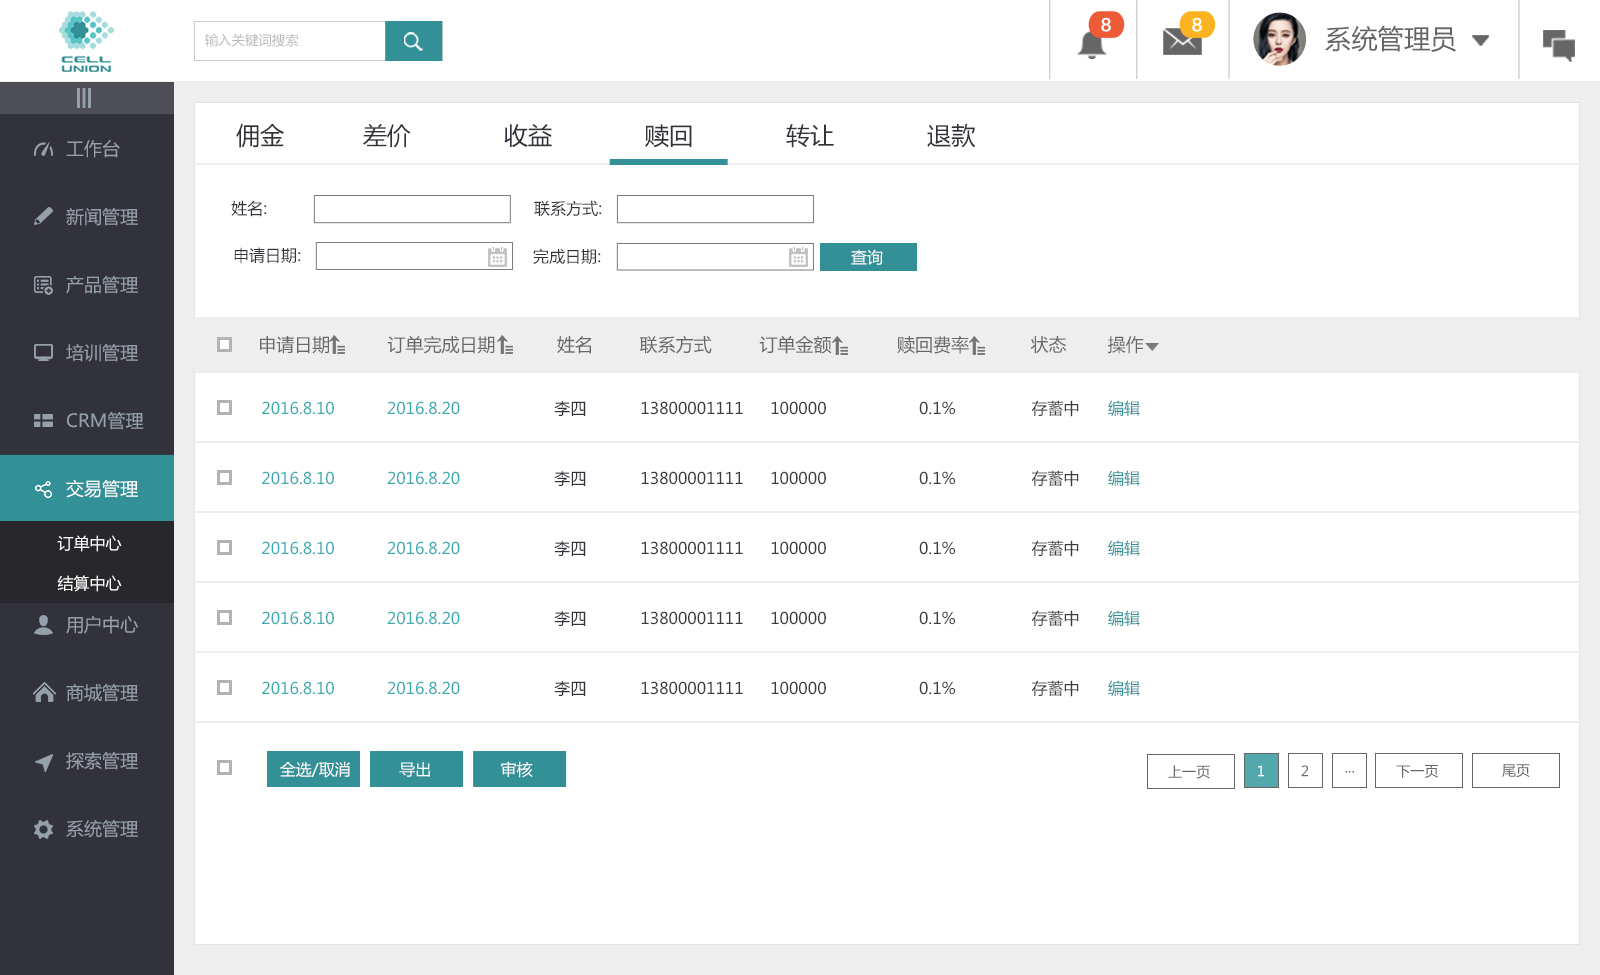 CELL
UNION
输入关键词搜索
8
8
系统管理员
工作台
新闻管理
产品管理
培训管理
CRM管理
交易管理
订单中心
结算中心
用户中心
商城管理
探索管理
系统管理
佣金 差价 收益 赎回 转让 退款
姓名: 联系方式:
申请日期: 完成日期: 查询
申请日期 订单完成日期 姓名 联系方式 订单金额 赎回费率 状态 操作
2016.8.10 2016.8.20 李四 13800001111 100000 0.1% 存蓄中 编辑
2016.8.10 2016.8.20 李四 13800001111 100000 0.1% 存蓄中 编辑
2016.8.10 2016.8.20 李四 13800001111 100000 0.1% 存蓄中 编辑
2016.8.10 2016.8.20 李四 13800001111 100000 0.1% 存蓄中 编辑
2016.8.10 2016.8.20 李四 13800001111 100000 0.1% 存蓄中 编辑
全选/取消 导出 审核 上一页 1 2 ... 下一页 尾页